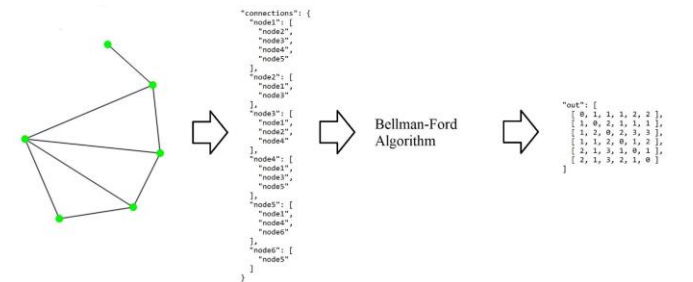 "connections": {
"node1": [
"node2",
"node3",
"node4",
"node5"
],
"node2": [
"node1",
"node3"
],
"node3": [
"node1",
"node2",
"node4"
],
"node4": [
"node1",
"node3",
"node5"
],
"node5": [
"node1",
"node4",
"node6"
],
"node6": [
"node5"
]
}
Bellman-Ford
Algorithm
"out": [
[ 0, 1, 1, 1, 2, 2 ],
[ 1, 0, 2, 1, 1, 1 ],
[ 1, 2, 0, 2, 3, 3 ],
[ 1, 1, 2, 0, 1, 2 ],
[ 2, 1, 3, 1, 0, 1 ],
[ 2, 1, 3, 2, 1, 0 ]
]